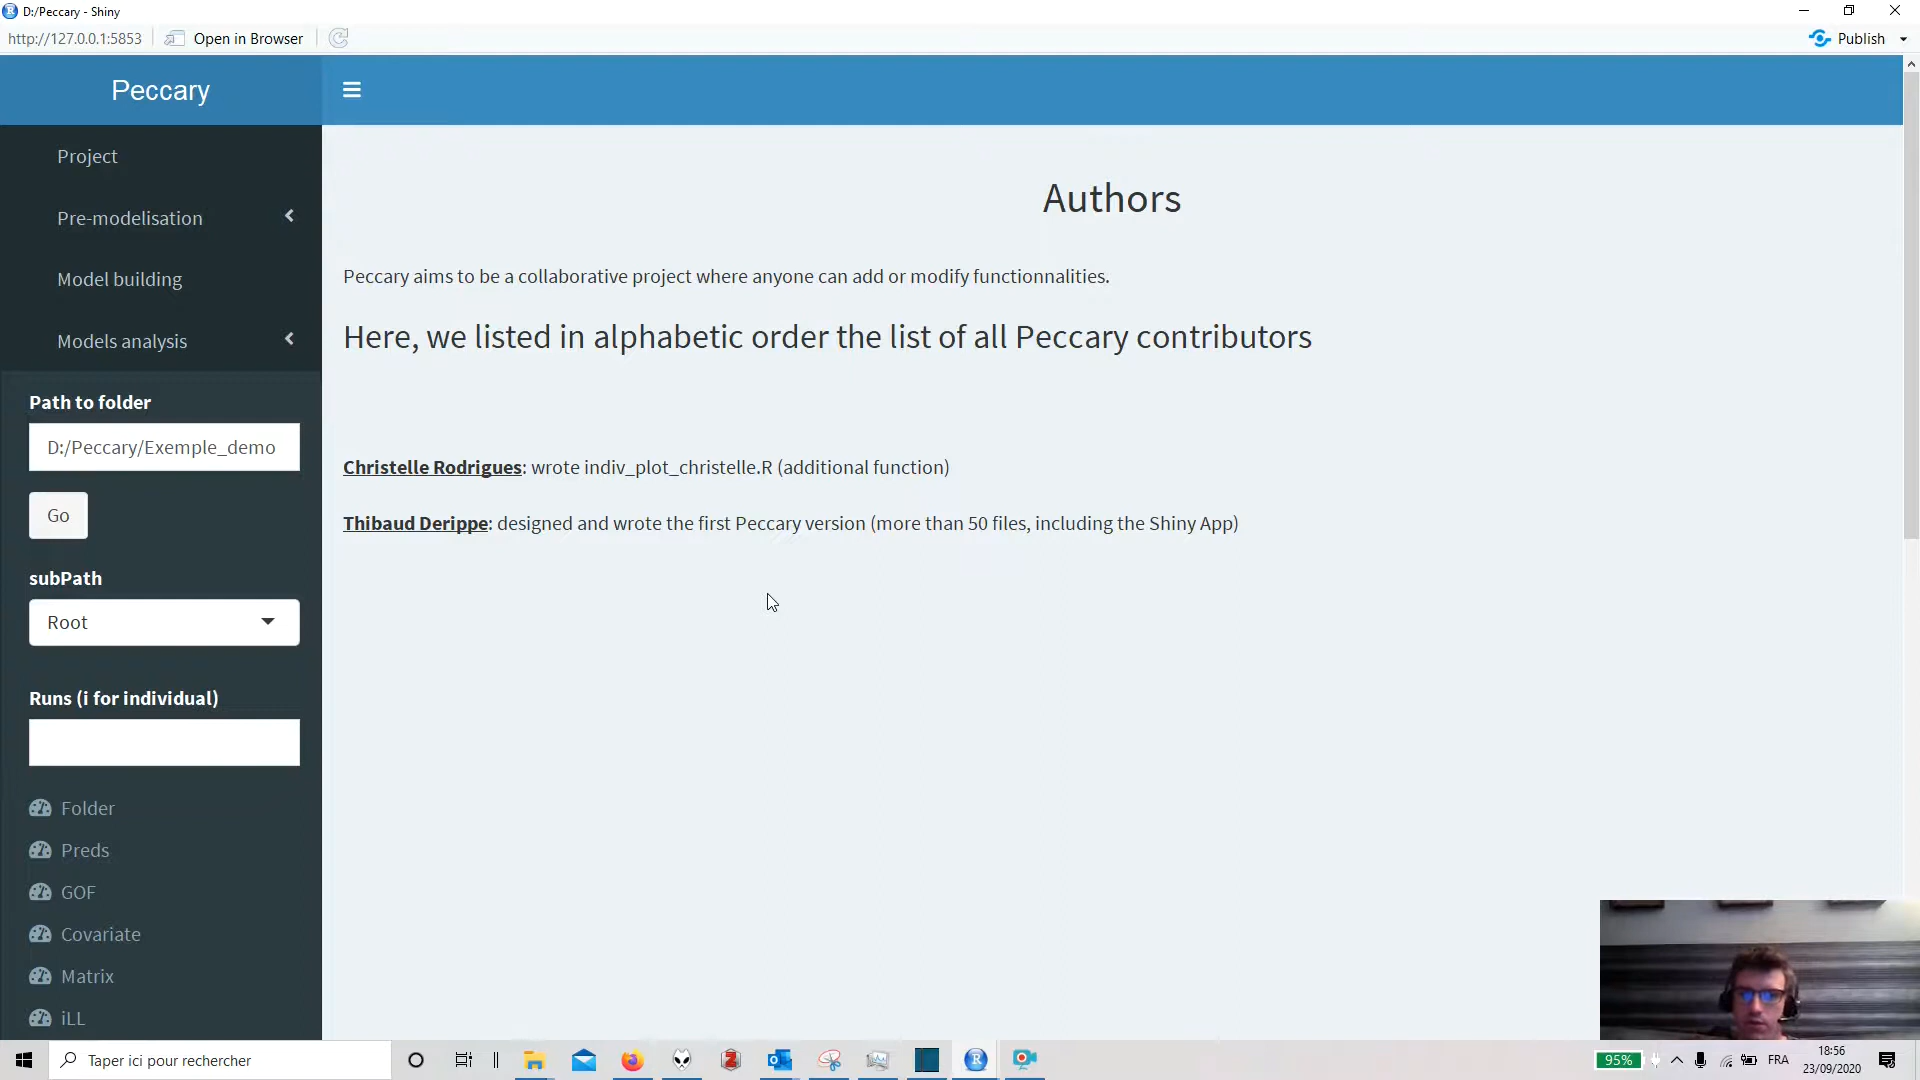 D:/Peccary - Shiny
http://127.0.0.1:5853
Open in Browser
Publish
Peccary
Project
Pre-modelisation
Model building
Models analysis
Path to folder
D:/Peccary/Exemple_demo
Go
subPath
Root
Runs (i for individual)
Folder
Preds
GOF
Covariate
Matrix
iLL
Authors
Peccary aims to be a collaborative project where anyone can add or modify functionnalities.
Here, we listed in alphabetic order the list of all Peccary contributors
Christelle Rodrigues: wrote indiv_plot_christelle.R (additional function)
Thibaud Derippe: designed and wrote the first Peccary version (more than 50 files, including the Shiny App)
Taper ici pour rechercher
95%
FRA
18:56
23/09/2020